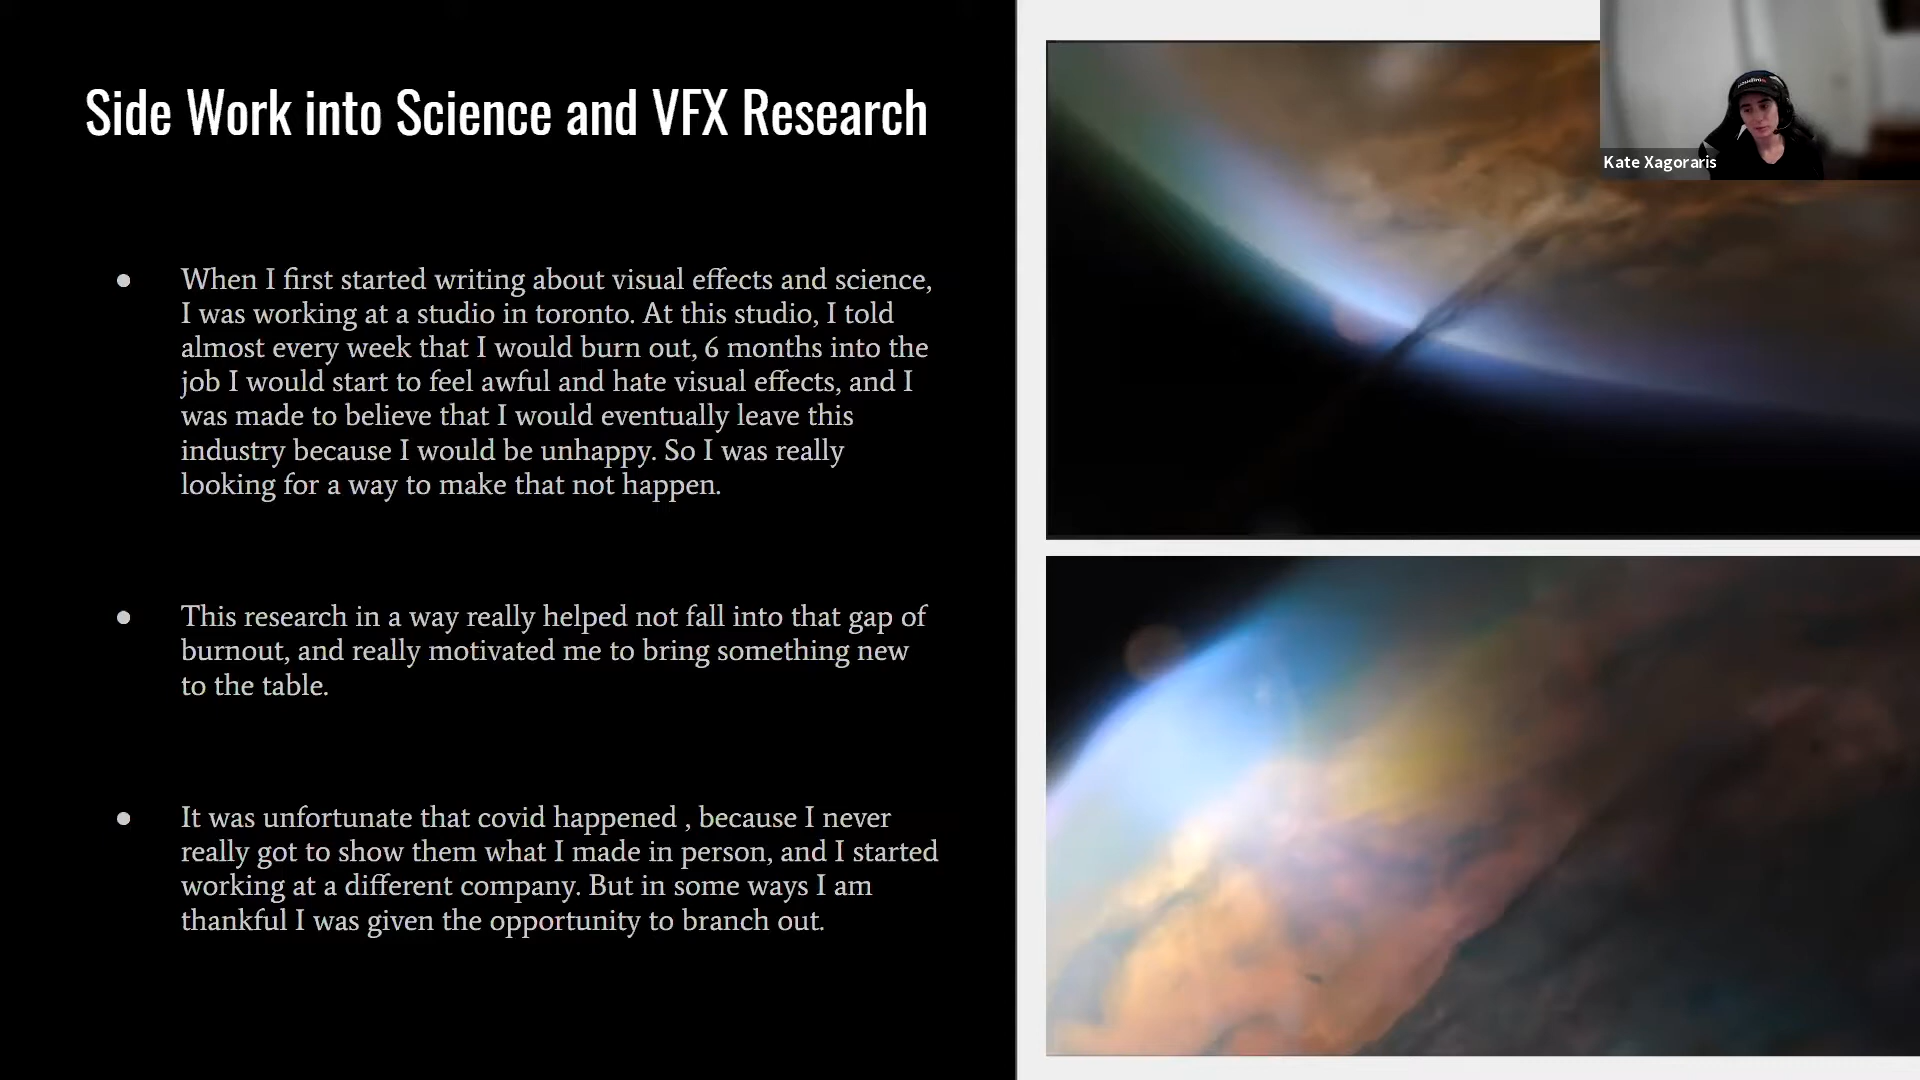 Side Work into Science and VFX Research
Kate Xagoraris
● When I first started writing about visual effects and science,
I was working at a studio in toronto. At this studio, I told
almost every week that I would burn out, 6 months into the
job I would start to feel awful and hate visual effects, and I
was made to believe that I would eventually leave this
industry because I would be unhappy. So I was really
looking for a way to make that not happen.
● This research in a way really helped not fall into that gap of
burnout, and really motivated me to bring something new
to the table.
● It was unfortunate that covid happened , because I never
really got to show them what I made in person, and I started
working at a different company. But in some ways I am
thankful I was given the opportunity to branch out.